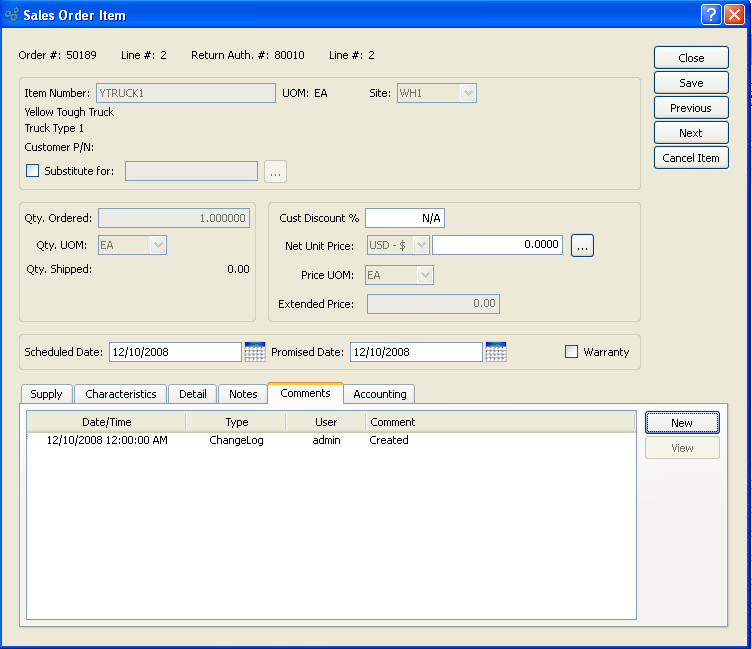 Sales Order Item
Order #: 50189 Line #: 2 Return Auth. #: 80010 Line #: 2
Close
Save
Previous
Next
Cancel Item
Item Number: YTRUCK1 UOM: EA Site: WH1
Yellow Tough Truck
Truck Type 1
Customer P/N:
Substitute for: ...
Qty. Ordered: 1.000000
Qty. UOM: EA
Qty. Shipped: 0.00
Cust Discount % N/A
Net Unit Price: USD - $ 0.0000 ...
Price UOM: EA
Extended Price: 0.00
Scheduled Date: 12/10/2008 Promised Date: 12/10/2008 Warranty
Supply Characteristics Detail Notes Comments Accounting
Date/Time Type User Comment
12/10/2008 12:00:00 AM ChangeLog admin Created
New
View